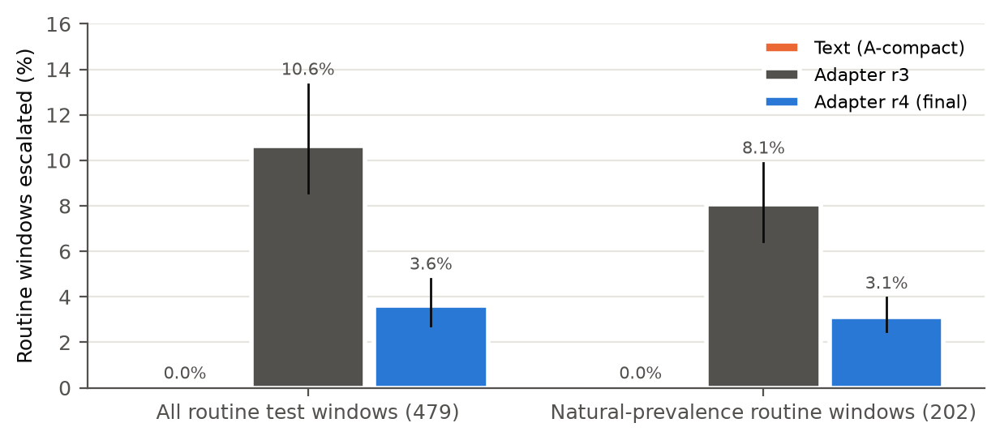 Routine windows escalated (%)
16
14
12
10
8
6
4
2
0
10.6%
3.6%
0.0%
8.1%
3.1%
0.0%
Text (A-compact)
Adapter r3
Adapter r4 (final)
All routine test windows (479)
Natural-prevalence routine windows (202)